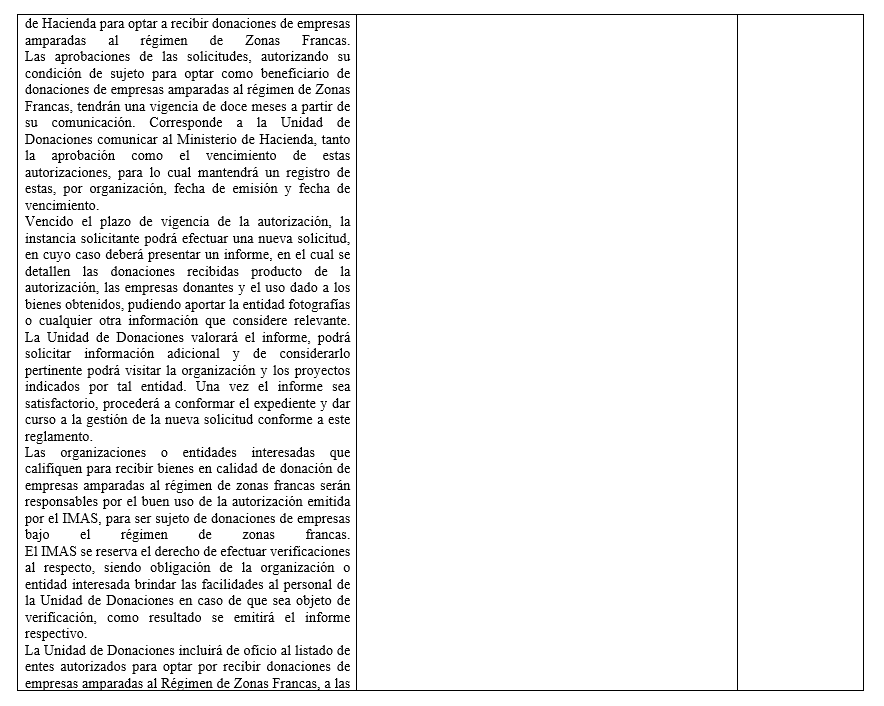 de Hacienda para optar a recibir donaciones de empresas
amparadas al régimen de Zonas Francas.
Las aprobaciones de las solicitudes, autorizando su
condición de sujeto para optar como beneficiario de
donaciones de empresas amparadas al régimen de Zonas
Francas, tendrán una vigencia de doce meses a partir de
su comunicación. Corresponde a la Unidad de
Donaciones comunicar al Ministerio de Hacienda, tanto
la aprobación como el vencimiento de estas
autorizaciones, para lo cual mantendrá un registro de
estas, por organización, fecha de emisión y fecha de
vencimiento.
Vencido el plazo de vigencia de la autorización, la
instancia solicitante podrá efectuar una nueva solicitud,
en cuyo caso deberá presentar un informe, en el cual se
detallen las donaciones recibidas producto de la
autorización, las empresas donantes y el uso dado a los
bienes obtenidos, pudiendo aportar la entidad fotografías
o cualquier otra información que considere relevante.
La Unidad de Donaciones valorará el informe, podrá
solicitar información adicional y de considerarlo
pertinente podrá visitar la organización y los proyectos
indicados por tal entidad. Una vez el informe sea
satisfactorio, procederá a conformar el expediente y dar
curso a la gestión de la nueva solicitud conforme a este
reglamento.
Las organizaciones o entidades interesadas que
califiquen para recibir bienes en calidad de donación de
empresas amparadas al régimen de zonas francas serán
responsables por el buen uso de la autorización emitida
por el IMAS, para ser sujeto de donaciones de empresas
bajo el régimen de zonas francas.
El IMAS se reserva el derecho de efectuar verificaciones
al respecto, siendo obligación de la organización o
entidad interesada brindar las facilidades al personal de
la Unidad de Donaciones en caso de que sea objeto de
verificación, como resultado se emitirá el informe
respectivo.
La Unidad de Donaciones incluirá de oficio al listado de
entes autorizados para optar por recibir donaciones de
empresas amparadas al Régimen de Zonas Francas, a las